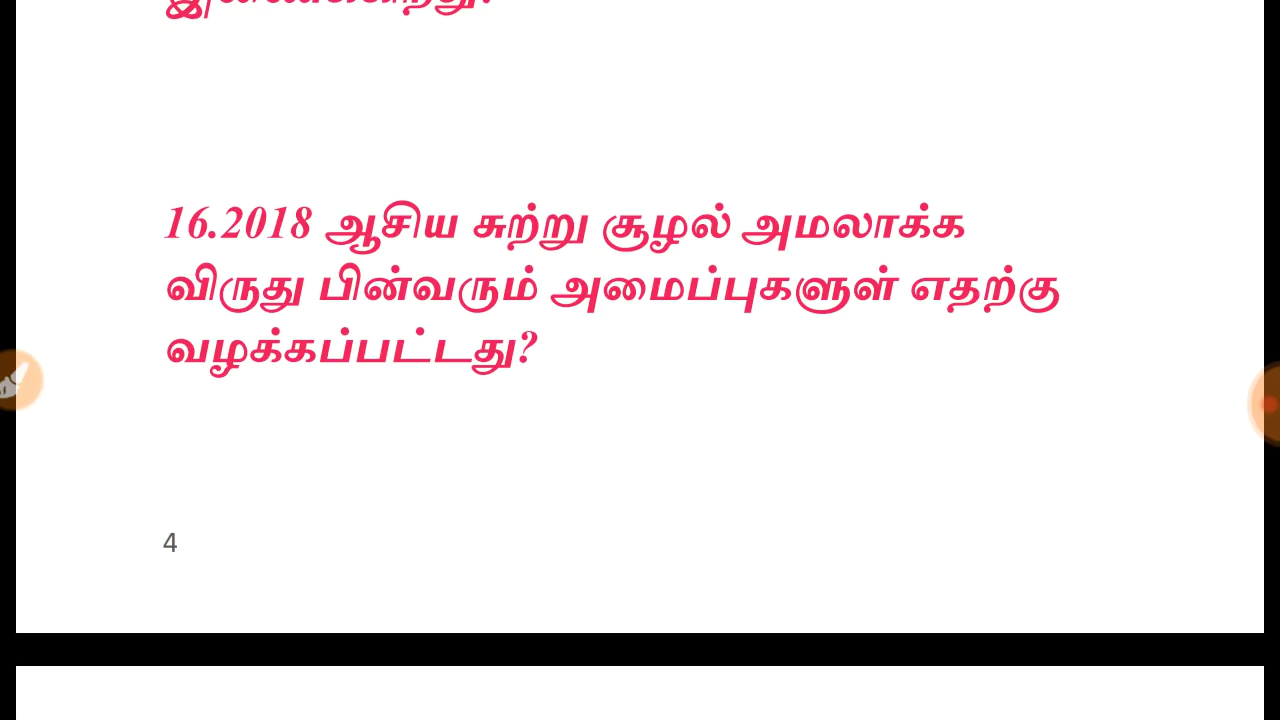 16.2018 ஆசிய சுற்று சூழல் அமலாக்க
விருது பின்வரும் அமைப்புகளுள் எதற்கு
வழக்கப்பட்டது?
4